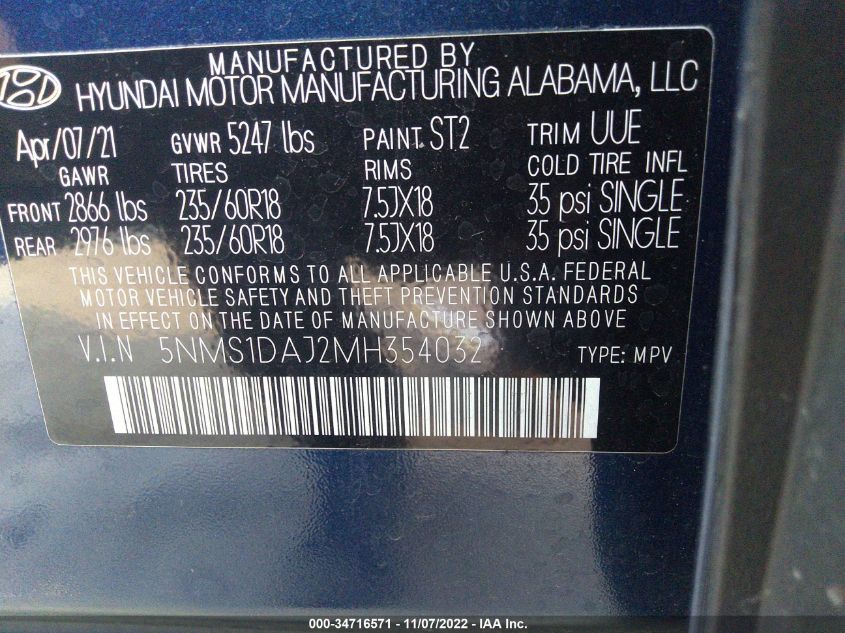 MANUFACTURED BY
HYUNDAI MOTOR MANUFACTURING ALABAMA, LLC
Apr/07/21 GVWR 5247 lbs PAINT ST2 TRIM UUE
GAWR TIRES RIMS COLD TIRE INFL
FRONT 2866 lbs 235/60R18 7.5JX18 35 psi SINGLE
REAR 2976 lbs 235/60R18 7.5JX18 35 psi SINGLE
THIS VEHICLE CONFORMS TO ALL APPLICABLE U.S.A. FEDERAL
MOTOR VEHICLE SAFETY AND THEFT PREVENTION STANDARDS
IN EFFECT ON THE DATE OF MANUFACTURE SHOWN ABOVE
V.I.N 5NMS1DAJ2MH354032 TYPE: MPV
000-34716571 - 11/07/2022 - IAA Inc.